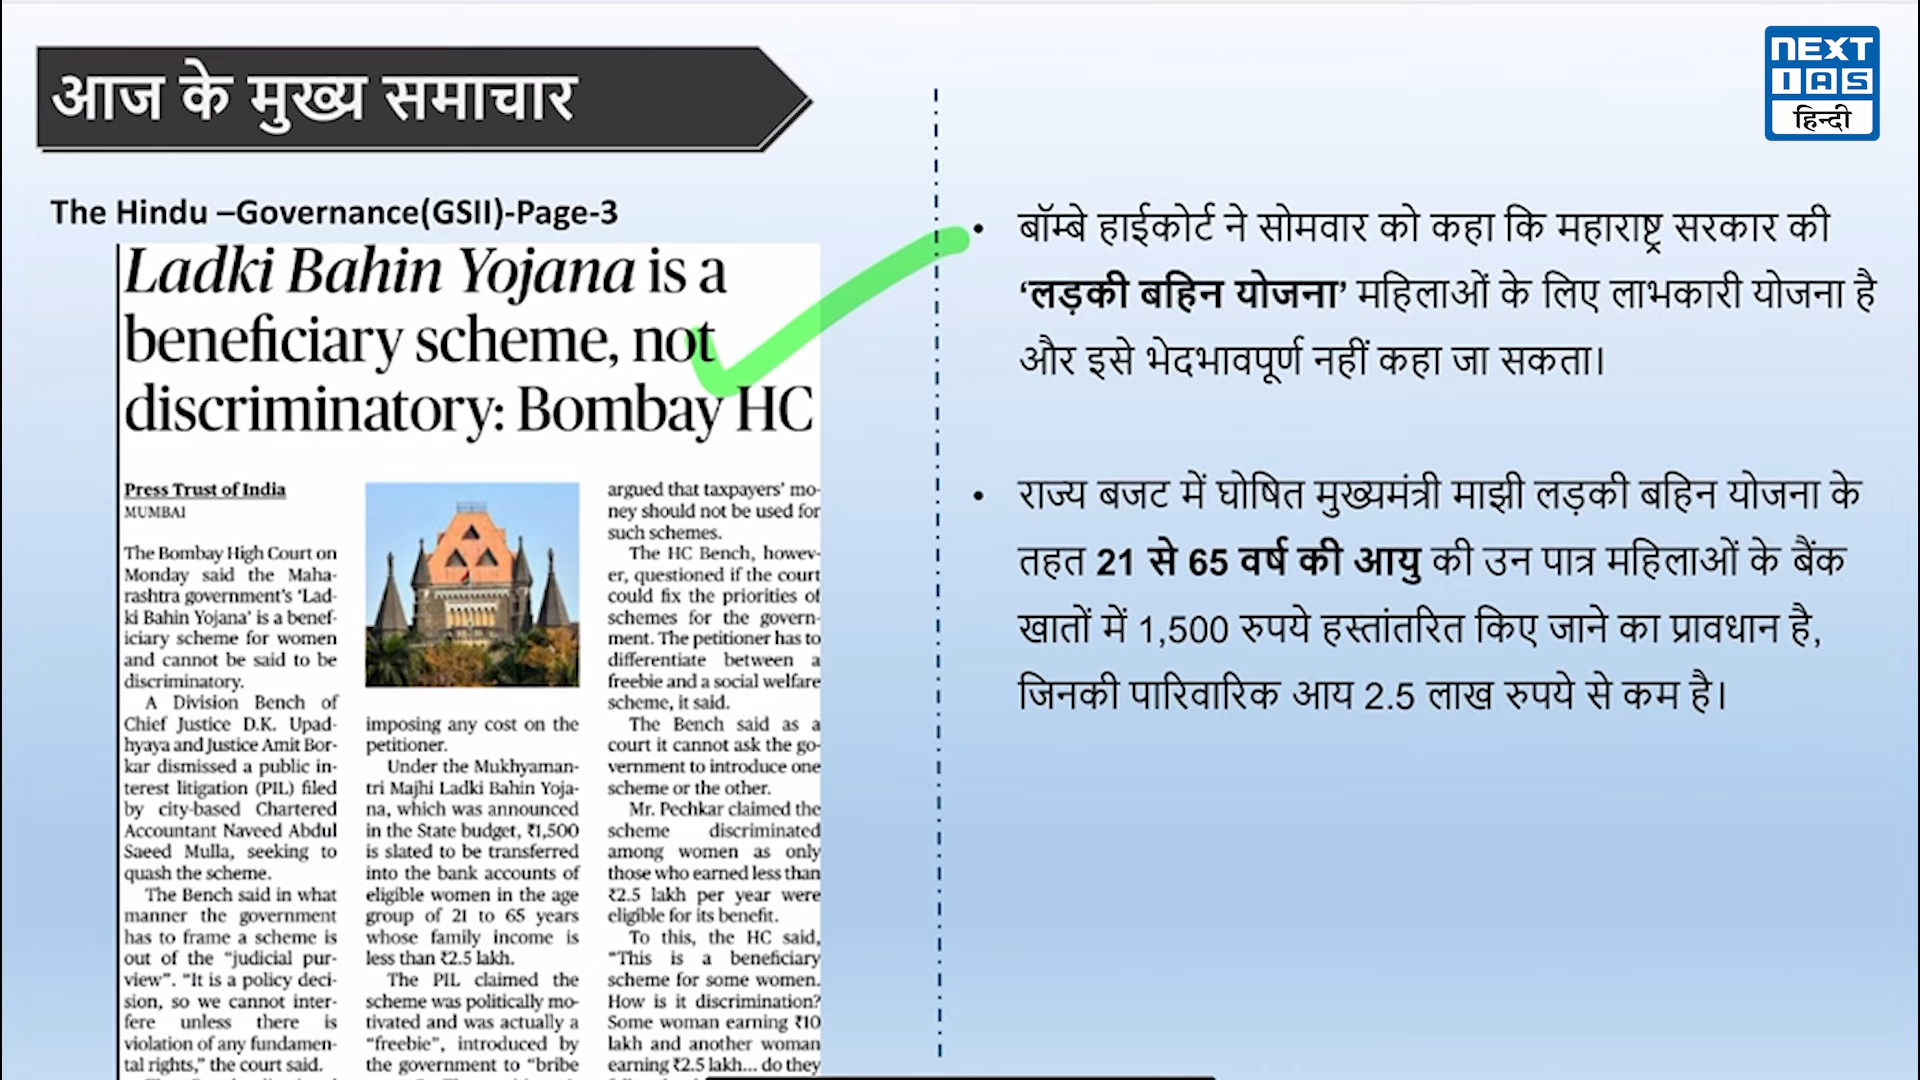 आज के मुख्य समाचार
NEXT
IAS
हिन्दी
The Hindu –Governance(GSII)-Page-3
Ladki Bahin Yojana is a
beneficiary scheme, not
discriminatory: Bombay HC
Press Trust of India
MUMBAI
The Bombay High Court on
Monday said the Maha-
rashtra government's 'Lad-
ki Bahin Yojana' is a benef-
iciary scheme for women
and cannot be said to be
discriminatory.
A Division Bench of
Chief Justice D.K. Upad-
hyaya and Justice Amit Bor-
kar dismissed a public in-
terest litigation (PIL) filed
by city-based Chartered
Accountant Naveed Abdul
Saeed Mulla, seeking to
quash the scheme.
The Bench said in what
manner the government
has to frame a scheme is
out of the "judicial pur-
view". "It is a policy deci-
sion, so we cannot inter-
fere unless there is
violation of any fundamen-
tal rights," the court said.
imposing any cost on the
petitioner.
Under the Mukhyaman-
tri Majhi Ladki Bahin Yoja-
na, which was announced
in the State budget, ₹1,500
is slated to be transferred
into the bank accounts of
eligible women in the age
group of 21 to 65 years
whose family income is
less than ₹2.5 lakh.
The PIL claimed the
scheme was politically mo-
tivated and was actually a
"freebie", introduced by
the government to "bribe
argued that taxpayers' mo-
ney should not be used for
such schemes.
The HC Bench, howev-
er, questioned if the court
could fix the priorities of
schemes for the govern-
ment. The petitioner has to
differentiate between a
freebie and a social welfare
scheme, it said.
The Bench said as a
court it cannot ask the go-
vernment to introduce one
scheme or the other.
Mr. Pechkar claimed the
scheme discriminated
among women as only
those who earned less than
₹2.5 lakh per year were
eligible for its benefit.
To this, the HC said,
"This is a beneficiary
scheme for some women.
How is it discrimination?
Some woman earning ₹10
lakh and another woman
earning ₹2.5 lakh... do they
• बॉम्बे हाईकोर्ट ने सोमवार को कहा कि महाराष्ट्र सरकार की
‘लड़की बहिन योजना’ महिलाओं के लिए लाभकारी योजना है
और इसे भेदभावपूर्ण नहीं कहा जा सकता।
• राज्य बजट में घोषित मुख्यमंत्री माझी लड़की बहिन योजना के
तहत 21 से 65 वर्ष की आयु की उन पात्र महिलाओं के बैंक
खातों में 1,500 रुपये हस्तांतरित किए जाने का प्रावधान है,
जिनकी पारिवारिक आय 2.5 लाख रुपये से कम है।